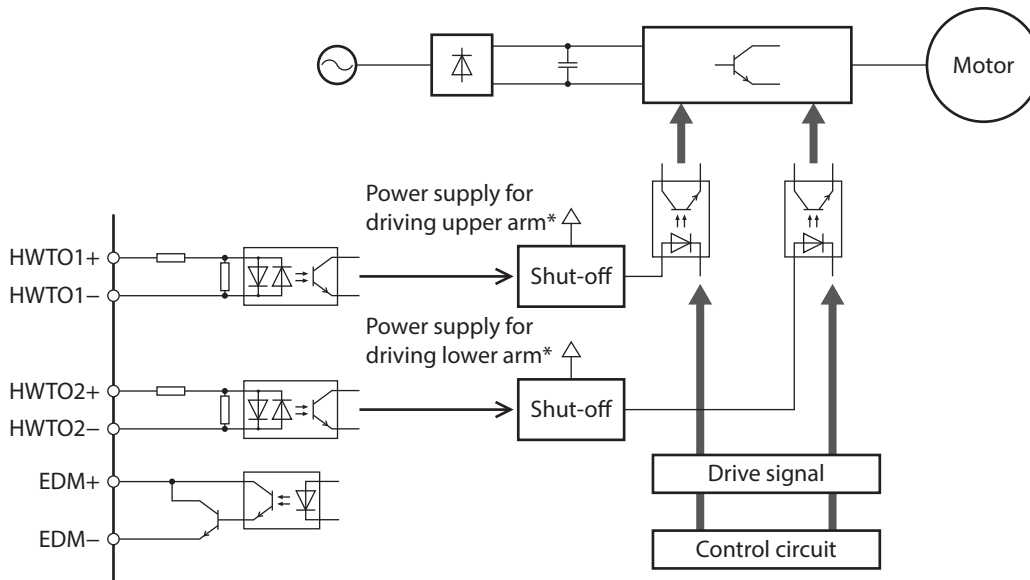 Motor
Power supply for
driving upper arm*
HWTO1+
HWTO1−
Shut-off
Power supply for
driving lower arm*
HWTO2+
HWTO2−
Shut-off
EDM+
EDM−
Drive signal
Control circuit